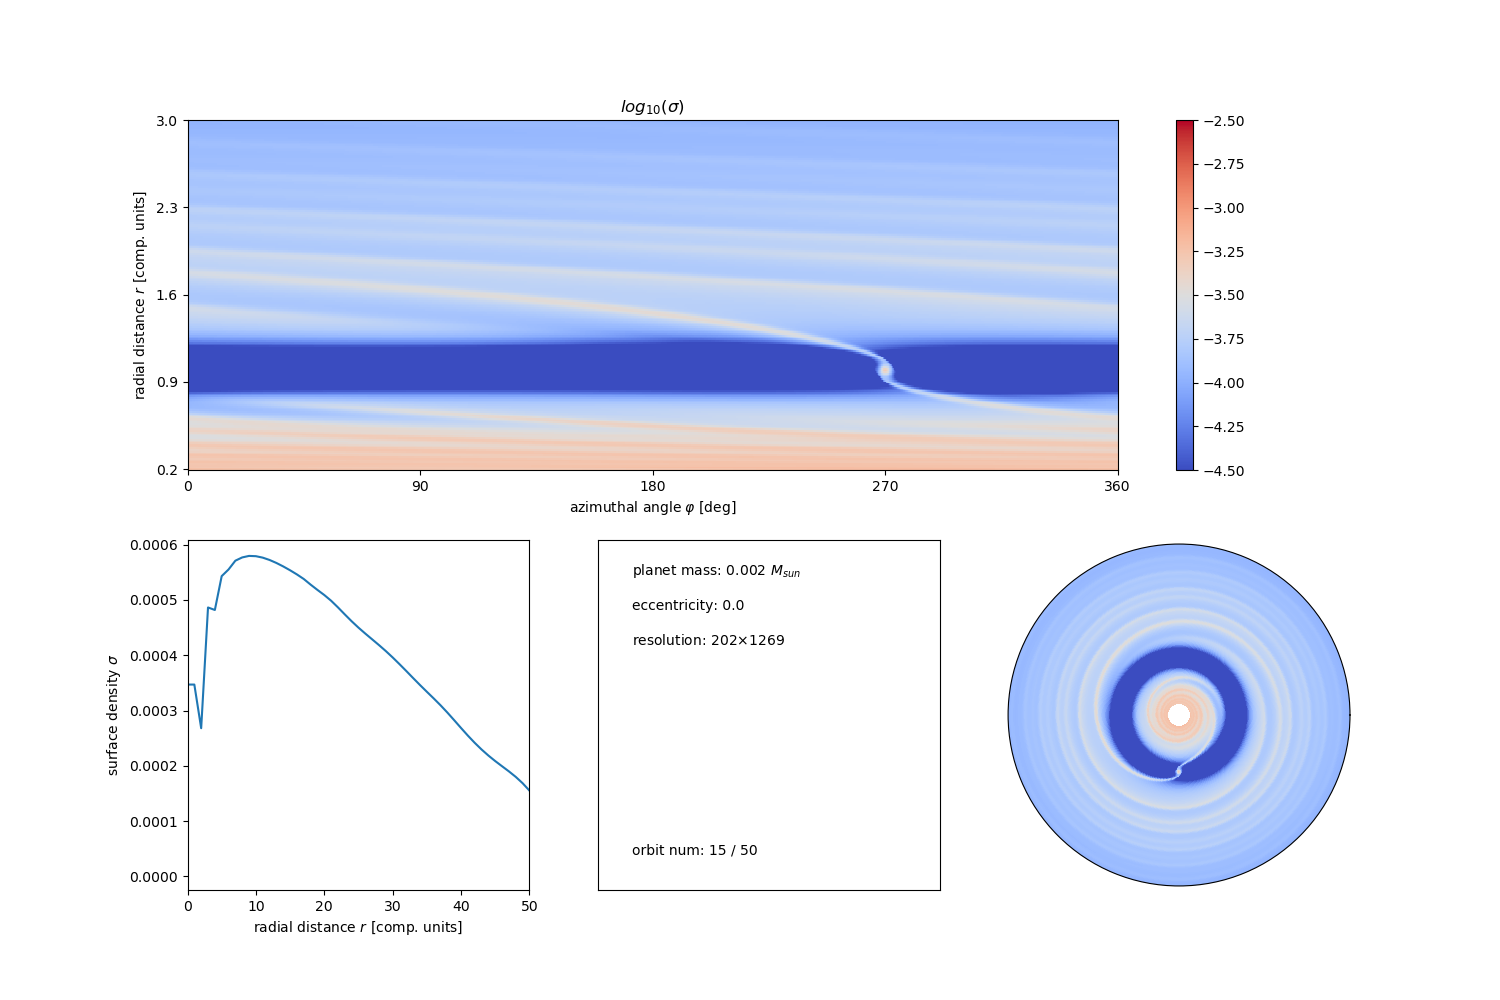 log₁₀(σ)
3.0
2.3
1.6
0.9
0.2
radial distance r [comp. units]
0 90 180 270 360
azimuthal angle φ [deg]
−2.50
−2.75
−3.00
−3.25
−3.50
−3.75
−4.00
−4.25
−4.50
0.0006
0.0005
0.0004
0.0003
0.0002
0.0001
0.0000
surface density σ
0 10 20 30 40 50
radial distance r [comp. units]
planet mass: 0.002 Mₛᵤₙ
eccentricity: 0.0
resolution: 202×1269
orbit num: 15 / 50